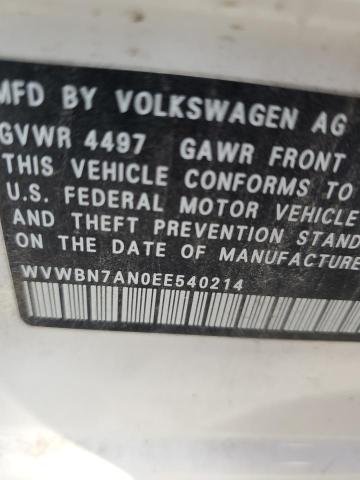 MFD BY VOLKSWAGEN AG
GVWR 4497 GAWR FRONT
THIS VEHICLE CONFORMS TO
U.S. FEDERAL MOTOR VEHICLE
AND THEFT PREVENTION STAND
ON THE DATE OF MANUFACTURE
WVWBN7AN0EE540214